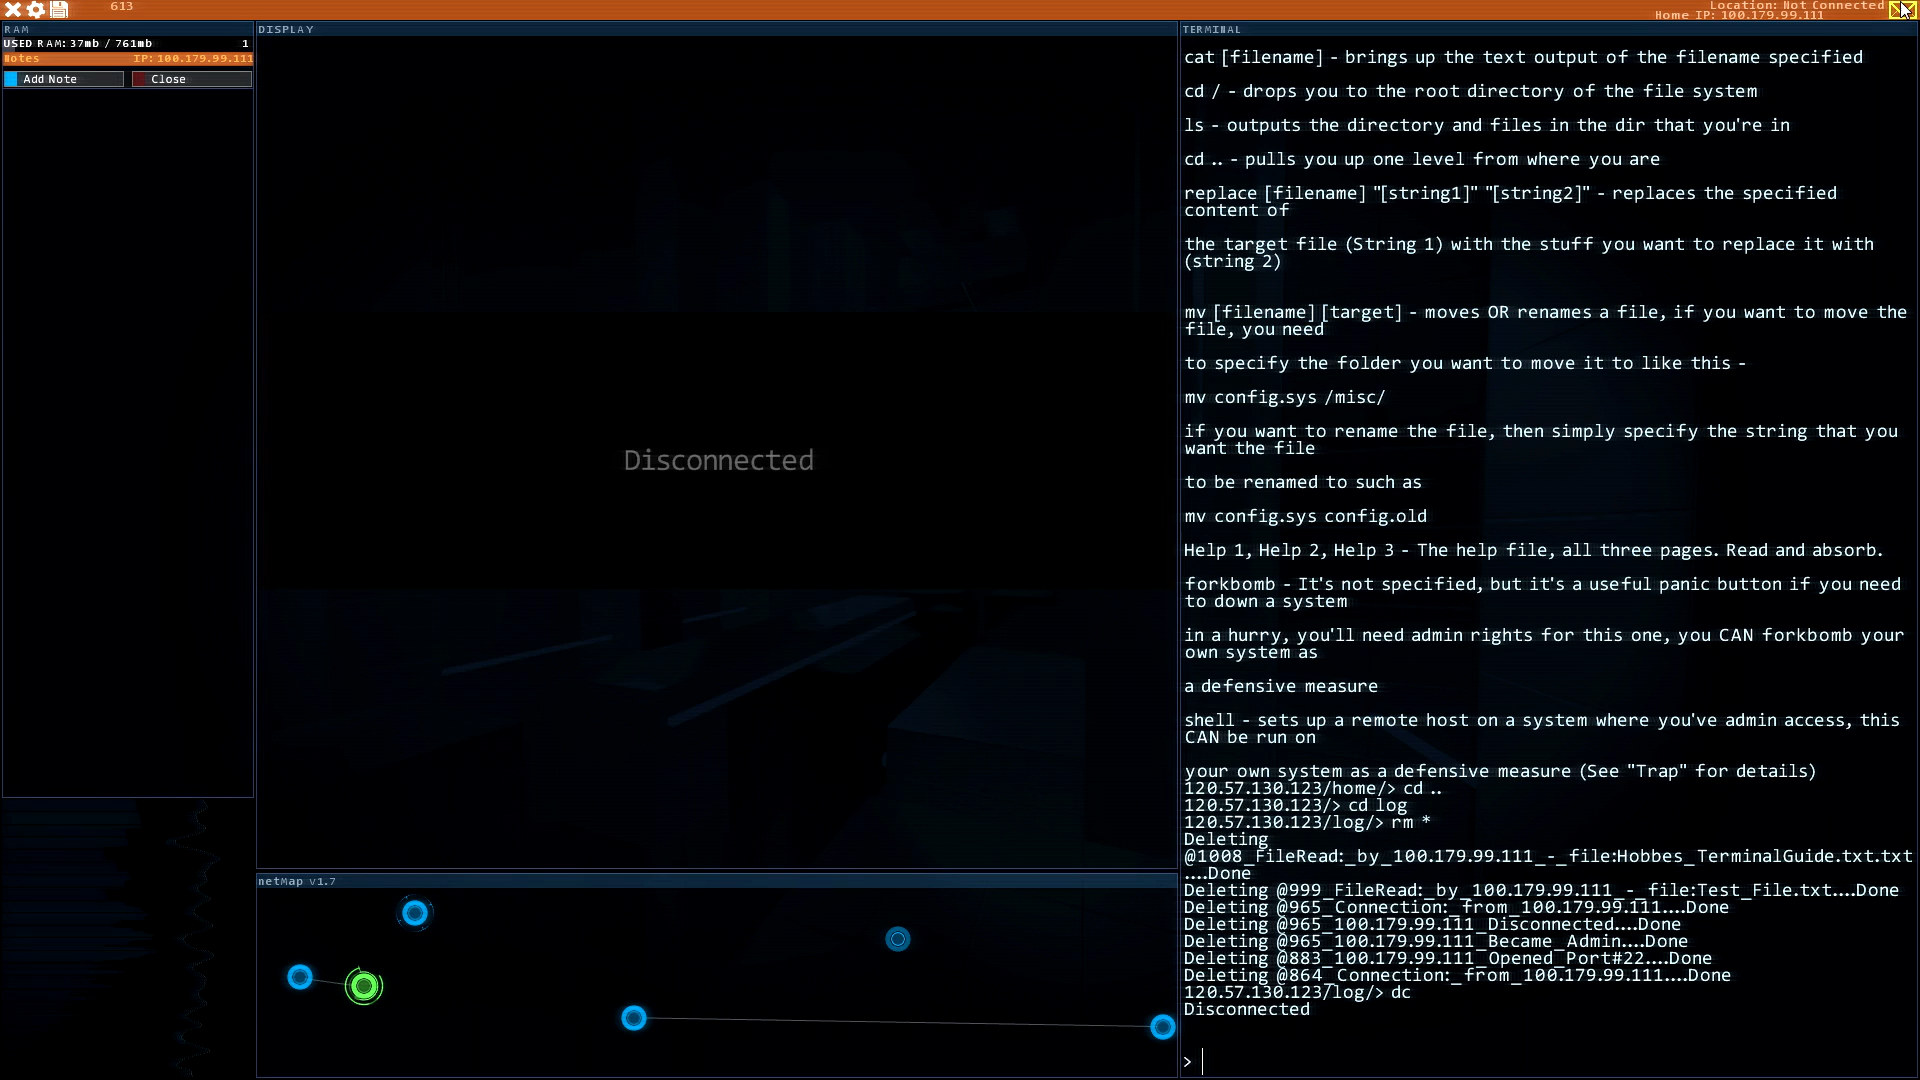 613
Location: Not Connected
Home IP: 100.179.99.111
RAM
USED RAM: 37mb / 761mb 1
Notes IP: 100.179.99.111
Add Note Close
DISPLAY
Disconnected
netMap v1.7
TERMINAL
cat [filename] - brings up the text output of the filename specified
cd / - drops you to the root directory of the file system
ls - outputs the directory and files in the dir that you're in
cd .. - pulls you up one level from where you are
replace [filename] "[string1]" "[string2]" - replaces the specified
content of
the target file (String 1) with the stuff you want to replace it with
(string 2)
mv [filename] [target] - moves OR renames a file, if you want to move the
file, you need
to specify the folder you want to move it to like this -
mv config.sys /misc/
if you want to rename the file, then simply specify the string that you
want the file
to be renamed to such as
mv config.sys config.old
Help 1, Help 2, Help 3 - The help file, all three pages. Read and absorb.
forkbomb - It's not specified, but it's a useful panic button if you need
to down a system
in a hurry, you'll need admin rights for this one, you CAN forkbomb your
own system as
a defensive measure
shell - sets up a remote host on a system where you've admin access, this
CAN be run on
your own system as a defensive measure (See "Trap" for details)
120.57.130.123/home/> cd ..
120.57.130.123/> cd log
120.57.130.123/log/> rm *
Deleting
@1008_FileRead:_by_100.179.99.111_-_file:Hobbes_TerminalGuide.txt.txt
....Done
Deleting @999_FileRead:_by_100.179.99.111_-_file:Test_File.txt....Done
Deleting @965_Connection:_from_100.179.99.111....Done
Deleting @965_100.179.99.111_Disconnected....Done
Deleting @965_100.179.99.111_Became_Admin....Done
Deleting @883_100.179.99.111_Opened_Port#22....Done
Deleting @864_Connection:_from_100.179.99.111....Done
120.57.130.123/log/> dc
Disconnected
>